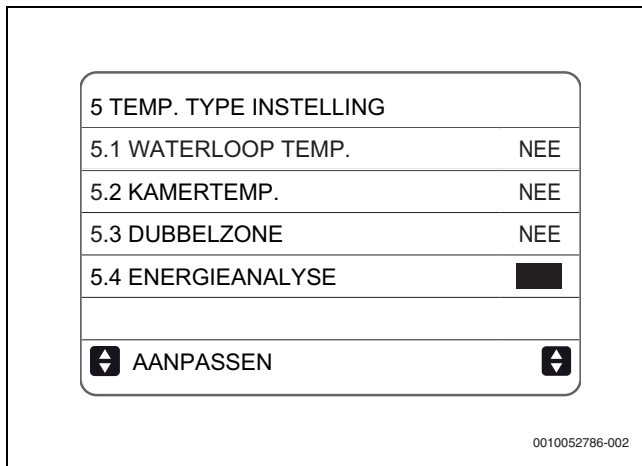 5 TEMP. TYPE INSTELLING
5.1 WATERLOOP TEMP. NEE
5.2 KAMERTEMP. NEE
5.3 DUBBELZONE NEE
5.4 ENERGIEANALYSE
AANPASSEN
0010052786-002